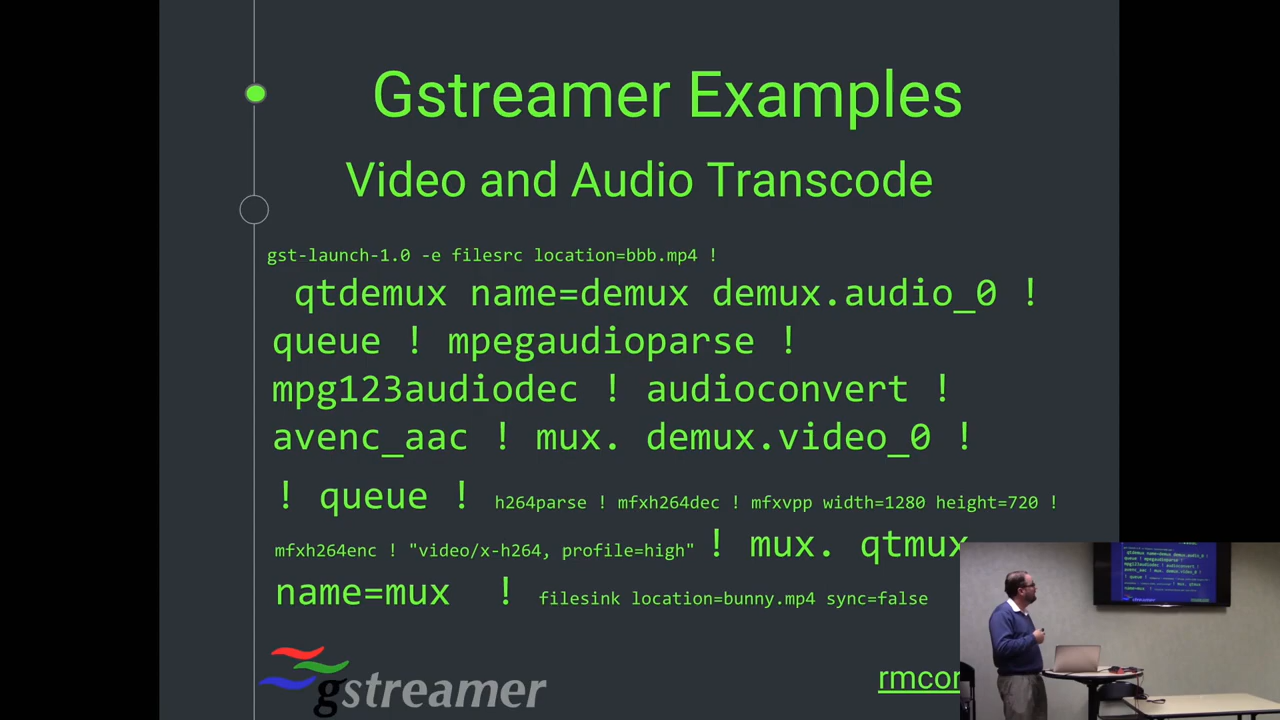 Gstreamer Examples
Video and Audio Transcode
gst-launch-1.0 -e filesrc location=bbb.mp4 !
qtdemux name=demux demux.audio_0 !
queue ! mpegaudioparse !
mpg123audiodec ! audioconvert !
avenc_aac ! mux. demux.video_0 !
! queue ! h264parse ! mfxh264dec ! mfxvpp width=1280 height=720 !
mfxh264enc ! "video/x-h264, profile=high" ! mux. qtmux
name=mux ! filesink location=bunny.mp4 sync=false
gstreamer